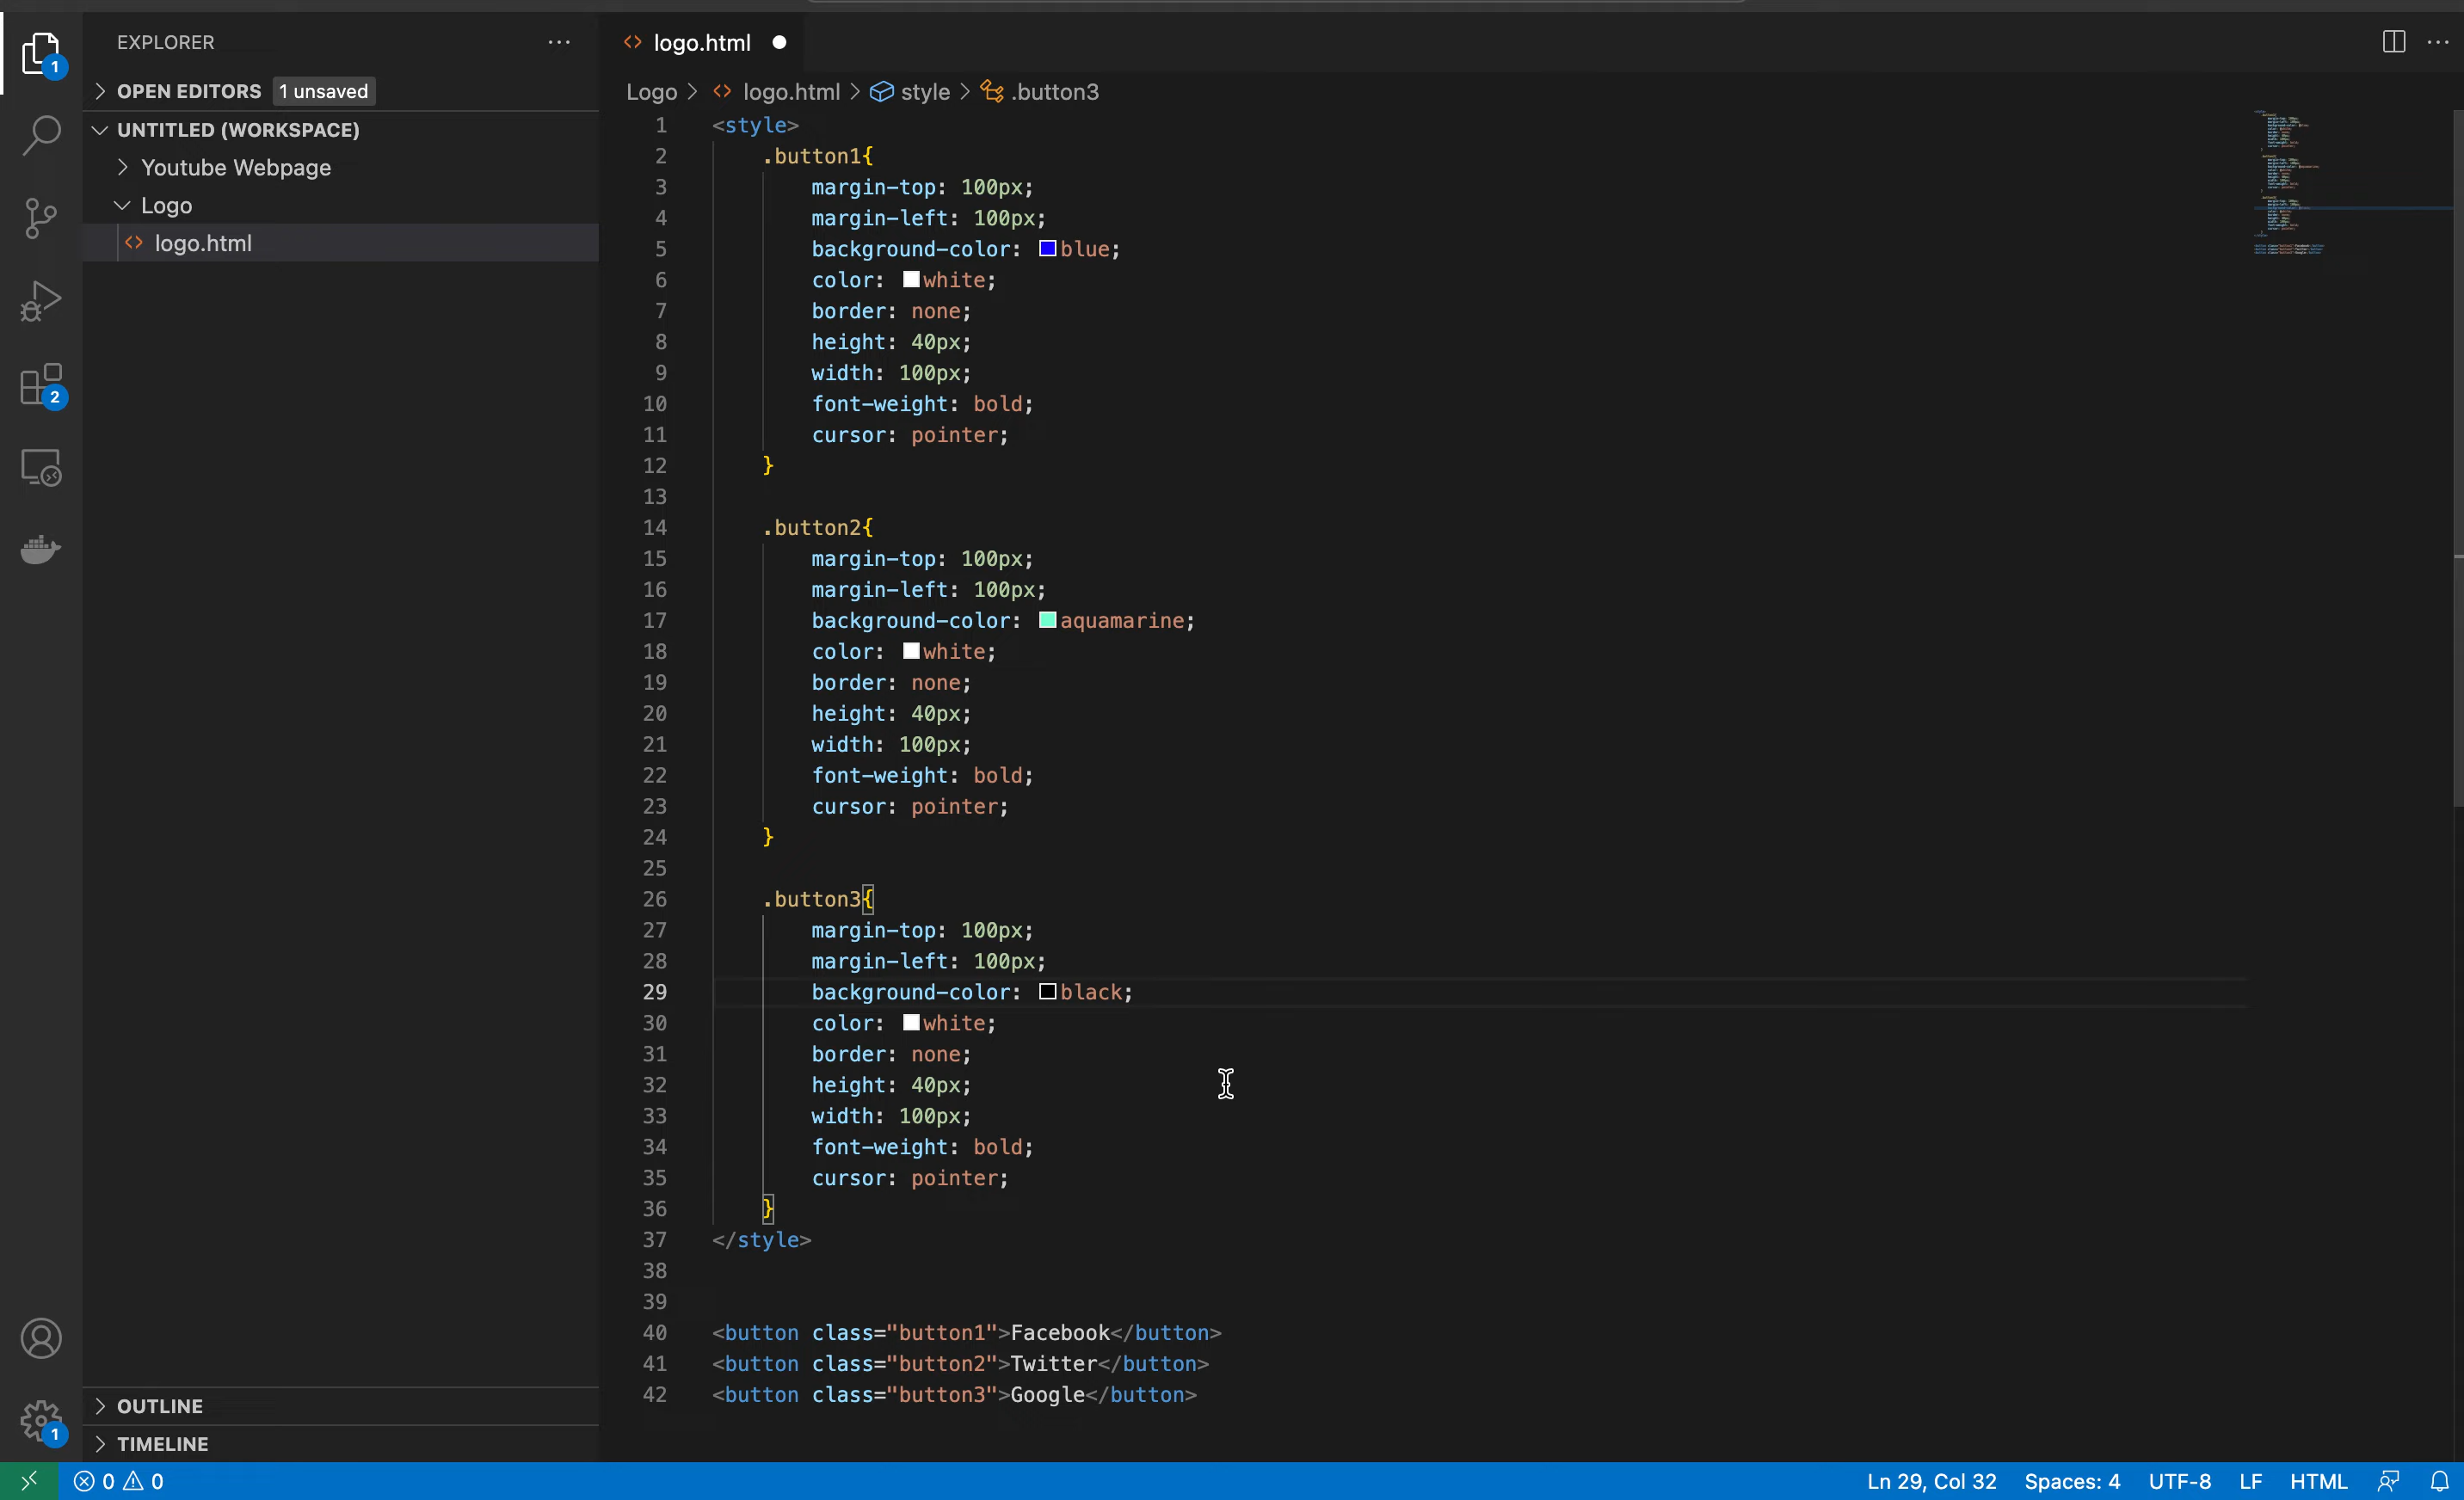 EXPLORER
OPEN EDITORS 1 unsaved
UNTITLED (WORKSPACE)
Youtube Webpage
Logo
logo.html
OUTLINE
TIMELINE
1
2
1
logo.html
Logo > logo.html > style > .button3
1 <style>
2 .button1{
3 margin-top: 100px;
4 margin-left: 100px;
5 background-color: blue;
6 color: white;
7 border: none;
8 height: 40px;
9 width: 100px;
10 font-weight: bold;
11 cursor: pointer;
12 }
13
14 .button2{
15 margin-top: 100px;
16 margin-left: 100px;
17 background-color: aquamarine;
18 color: white;
19 border: none;
20 height: 40px;
21 width: 100px;
22 font-weight: bold;
23 cursor: pointer;
24 }
25
26 .button3{
27 margin-top: 100px;
28 margin-left: 100px;
29 background-color: black;
30 color: white;
31 border: none;
32 height: 40px;
33 width: 100px;
34 font-weight: bold;
35 cursor: pointer;
36 }
37 </style>
38
39
40 <button class="button1">Facebook</button>
41 <button class="button2">Twitter</button>
42 <button class="button3">Google</button>
0 0
Ln 29, Col 32 Spaces: 4 UTF-8 LF HTML